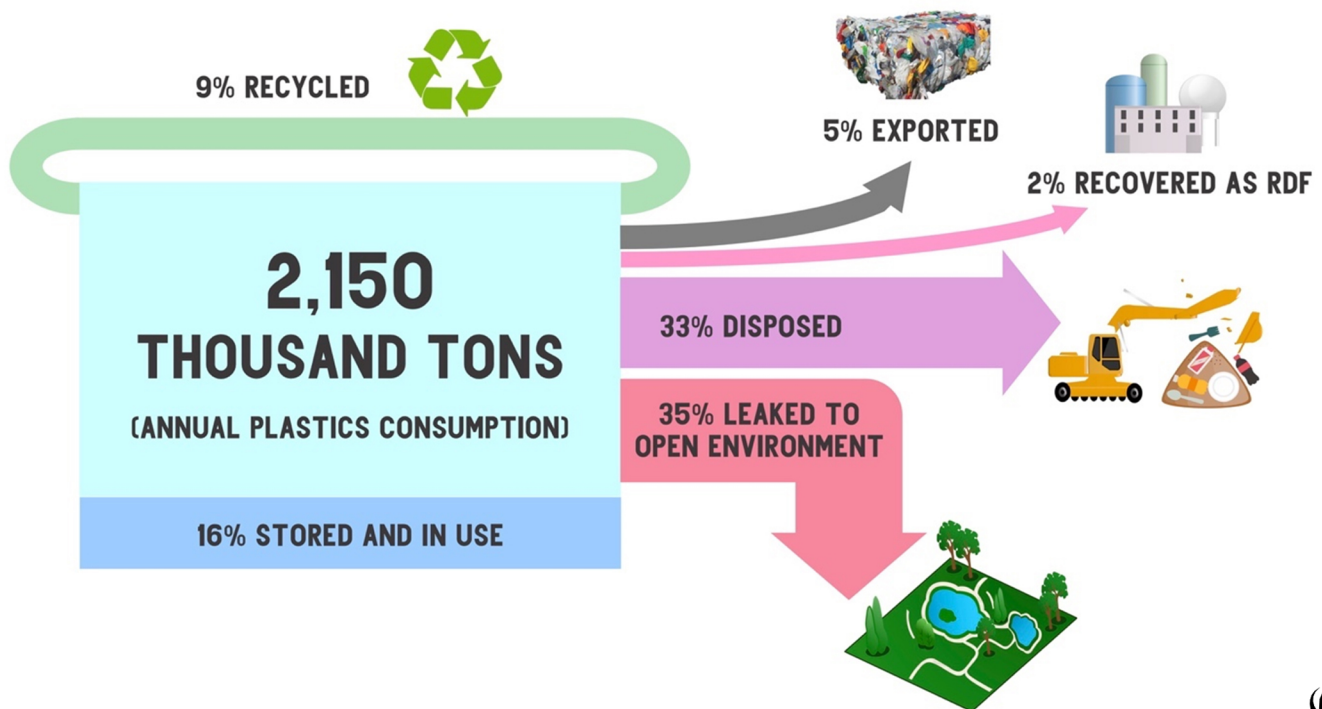 9% RECYCLED
5% EXPORTED
2% RECOVERED AS RDF
2,150
THOUSAND TONS
(ANNUAL PLASTICS CONSUMPTION)
33% DISPOSED
35% LEAKED TO
OPEN ENVIRONMENT
16% STORED AND IN USE